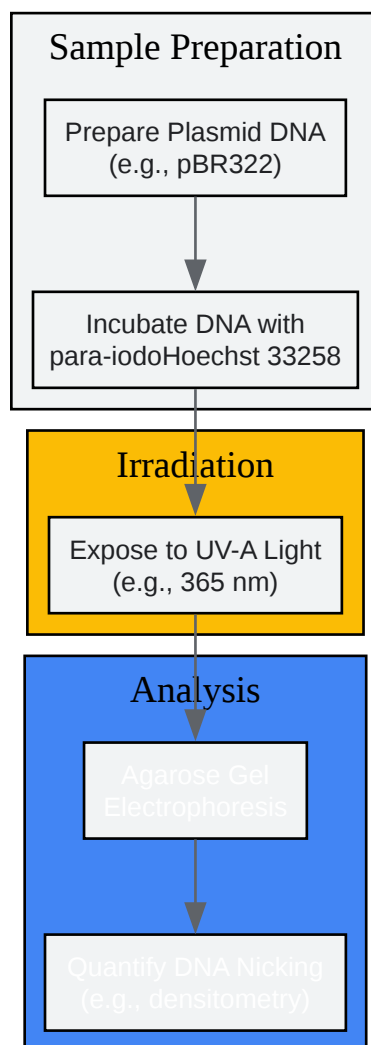 Sample Preparation
Prepare Plasmid DNA
(e.g., pBR322)
Incubate DNA with
para-iodoHoechst 33258
Irradiation
Expose to UV-A Light
(e.g., 365 nm)
Analysis
Agarose Gel
Electrophoresis
Quantify DNA Nicking
(e.g., densitometry)